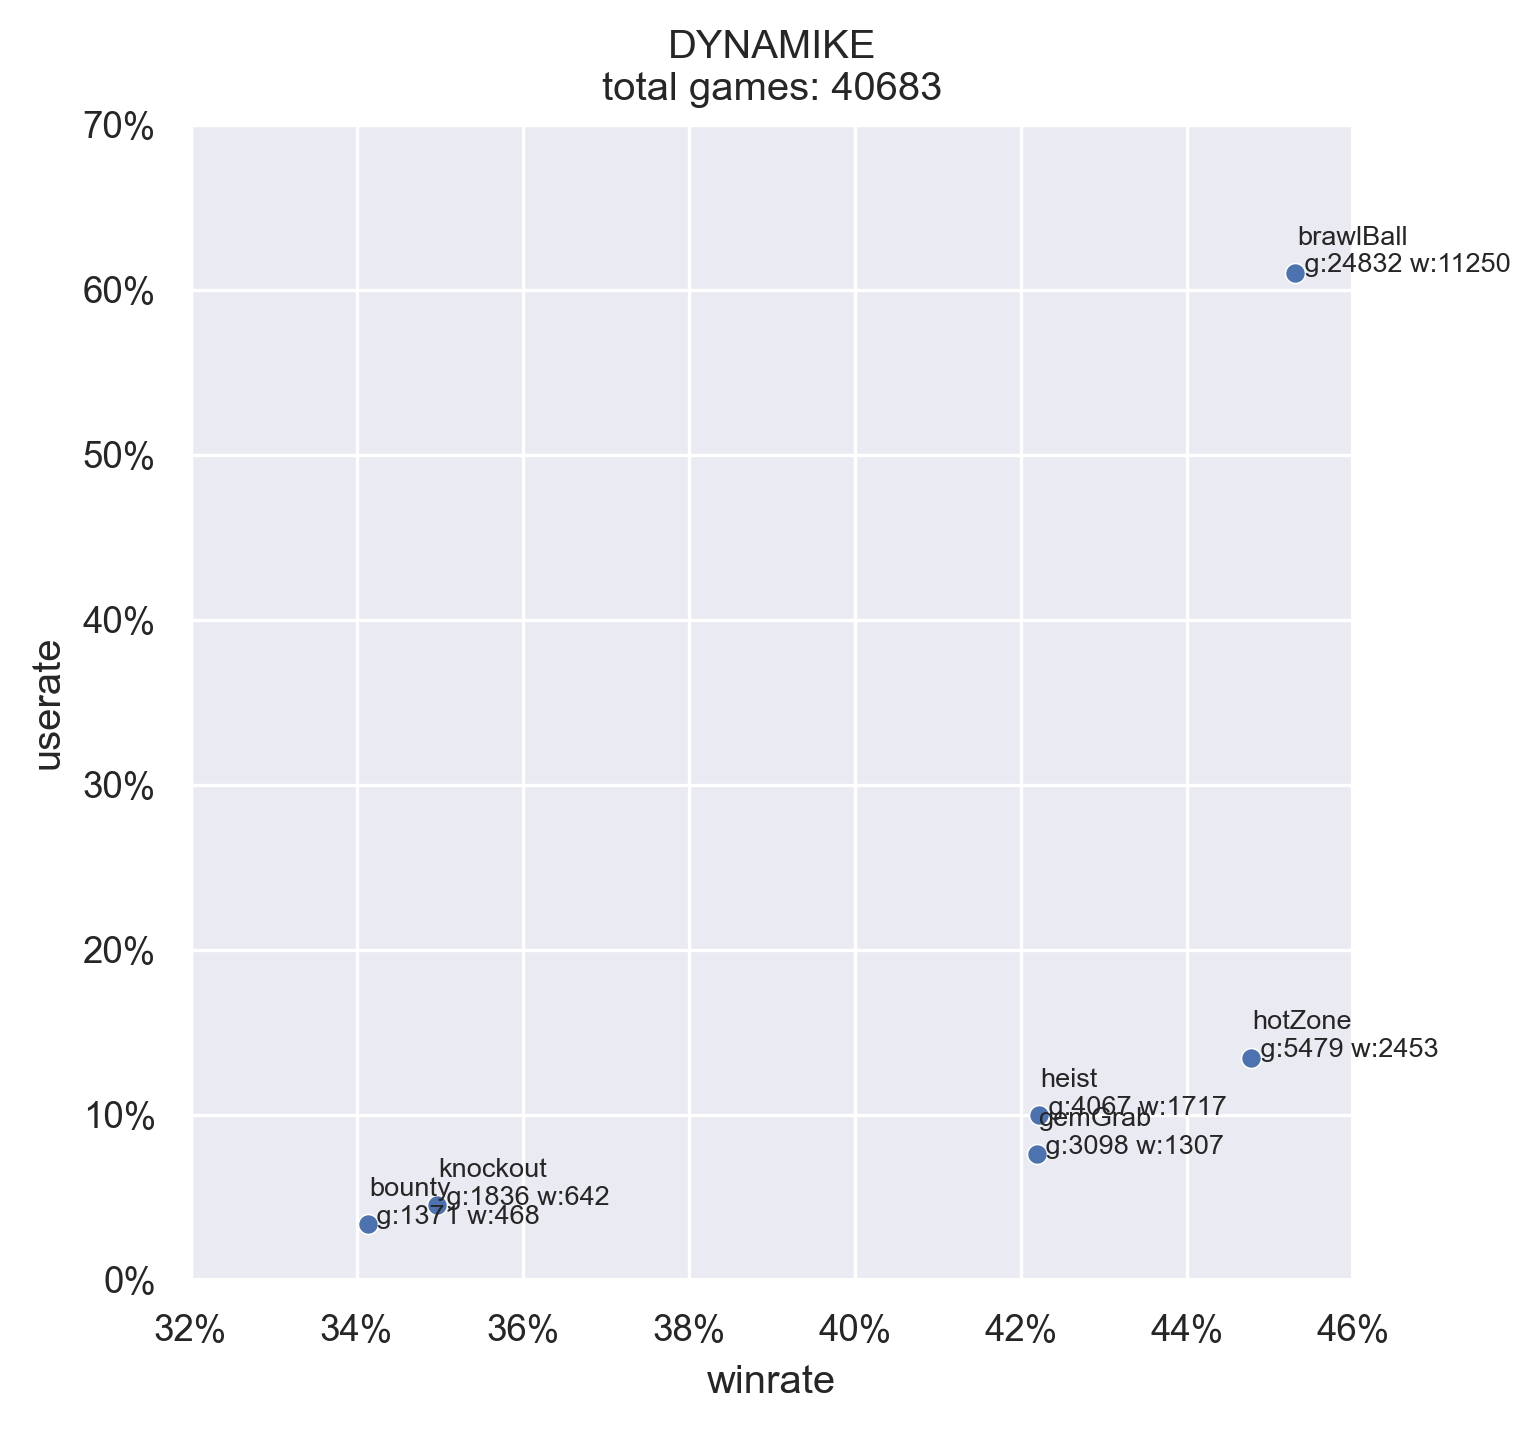 DYNAMIKE
total games: 40683
70%
60%
50%
40%
30%
20%
10%
0%
userate
brawlBall
g:24832 w:11250
hotZone
g:5479 w:2453
heist
g:4067 w:1717
gemGrab
g:3098 w:1307
knockout
g:1836 w:642
bounty
g:1371 w:468
32%
34%
36%
38%
40%
42%
44%
46%
winrate